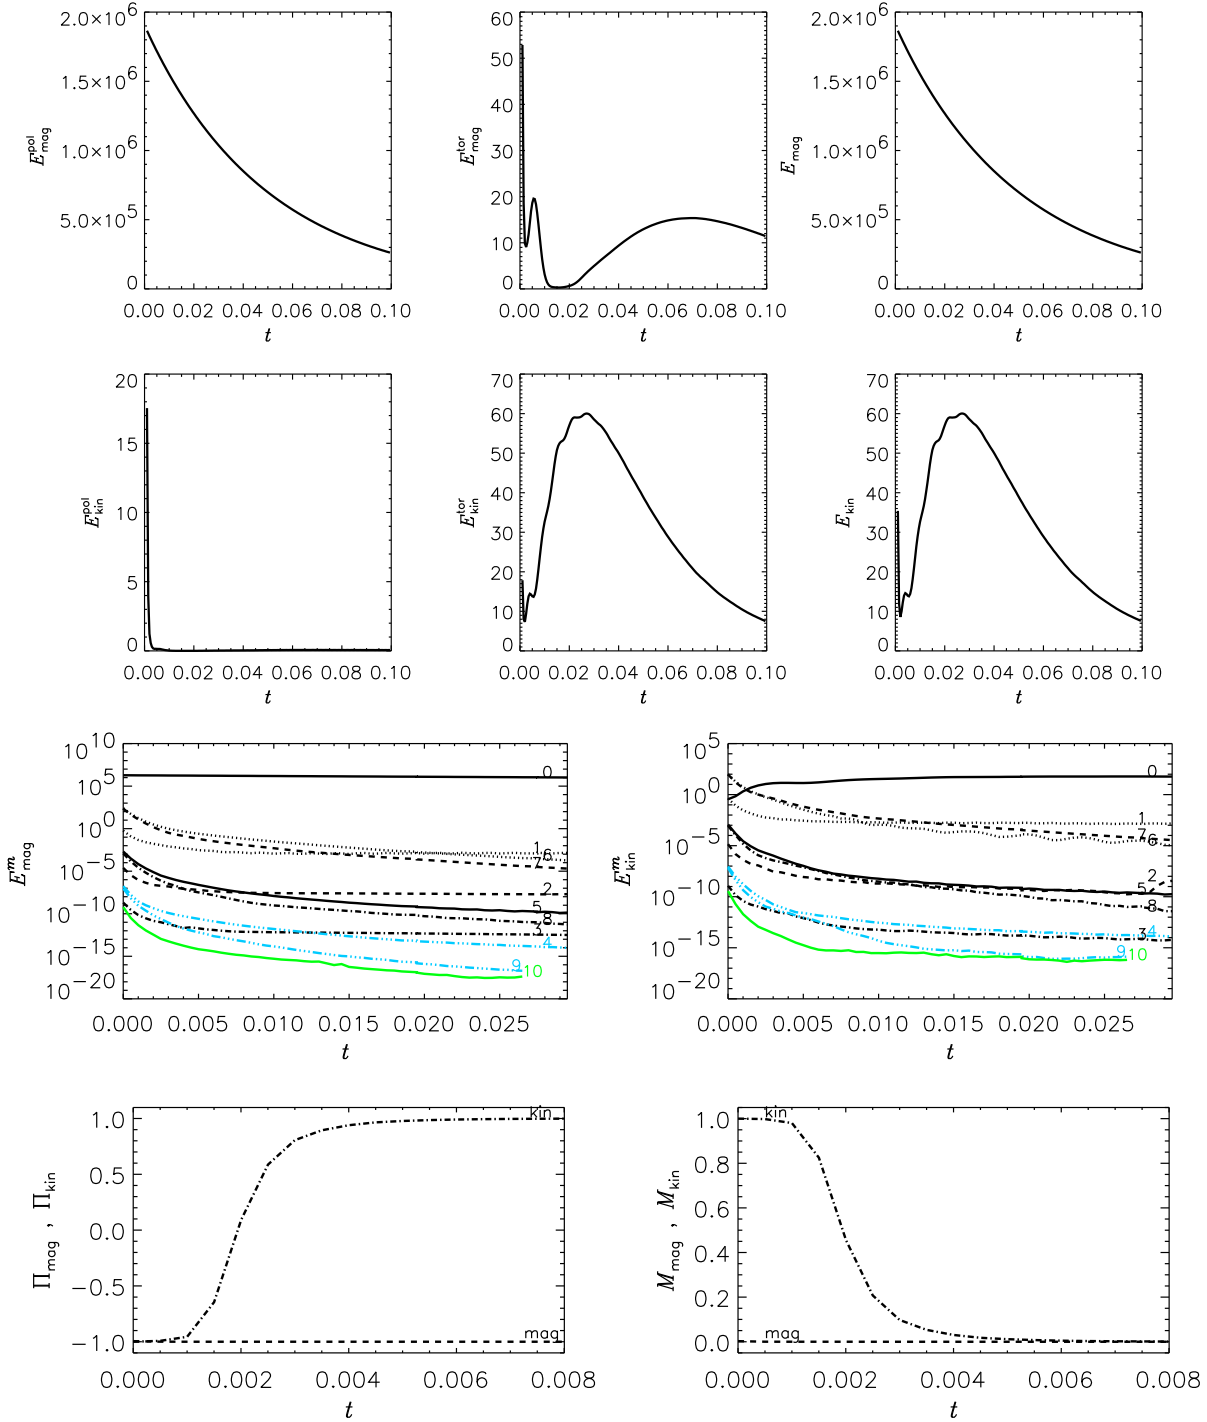 2.0×10^6
1.5×10^6
1.0×10^6
5.0×10^5
0
0.00 0.02 0.04 0.06 0.08 0.10
t
E_mag^pol
60
50
40
30
20
10
0
0.00 0.02 0.04 0.06 0.08 0.10
t
E_mag^tor
2.0×10^6
1.5×10^6
1.0×10^6
5.0×10^5
0
0.00 0.02 0.04 0.06 0.08 0.10
t
E_mag
20
15
10
5
0
0.00 0.02 0.04 0.06 0.08 0.10
t
E_kin^pol
70
60
50
40
30
20
10
0
0.00 0.02 0.04 0.06 0.08 0.10
t
E_kin^tor
70
60
50
40
30
20
10
0
0.00 0.02 0.04 0.06 0.08 0.10
t
E_kin
10^10
10^5
10^0
10^-5
10^-10
10^-15
10^-20
0.000 0.005 0.010 0.015 0.020 0.025
t
E_mag^m
0
1
6
7
2
5
8
3
4
9
10
10^5
10^0
10^-5
10^-10
10^-15
10^-20
0.000 0.005 0.010 0.015 0.020 0.025
t
E_kin^m
0
1
7
6
2
5
8
4
3
9
10
1.0
0.5
0.0
−0.5
−1.0
0.000 0.002 0.004 0.006 0.008
t
Π_mag , Π_kin
kin
mag
1.0
0.8
0.6
0.4
0.2
0.0
0.000 0.002 0.004 0.006 0.008
t
M_mag , M_kin
kin
mag